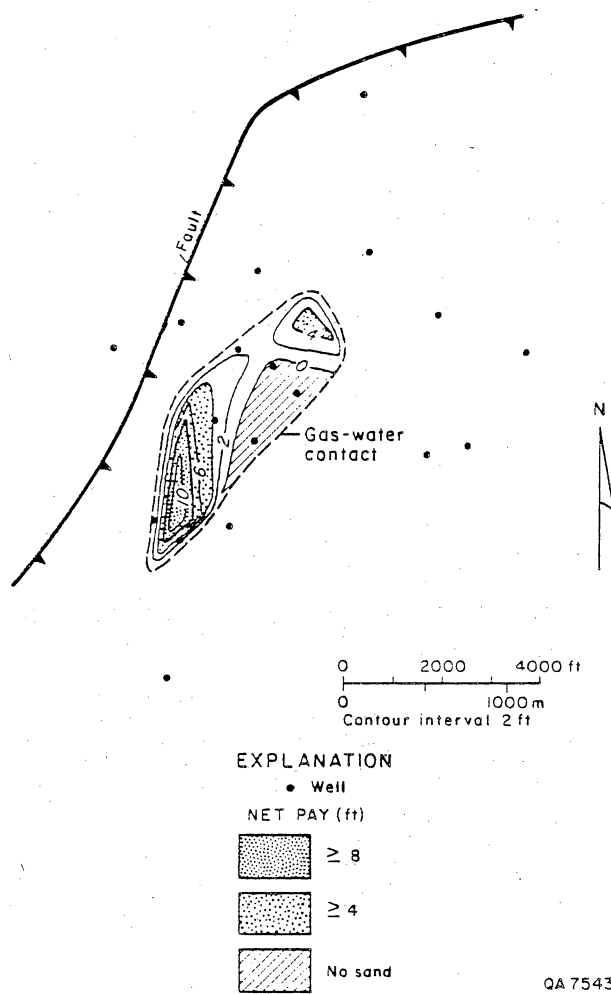 Fault
4
0
Gas-water
contact
2
6
10
N
0 2000 4000 ft
0 1000 m
Contour interval 2 ft
EXPLANATION
• Well
NET PAY (ft)
≥ 8
≥ 4
No sand
QA 7543